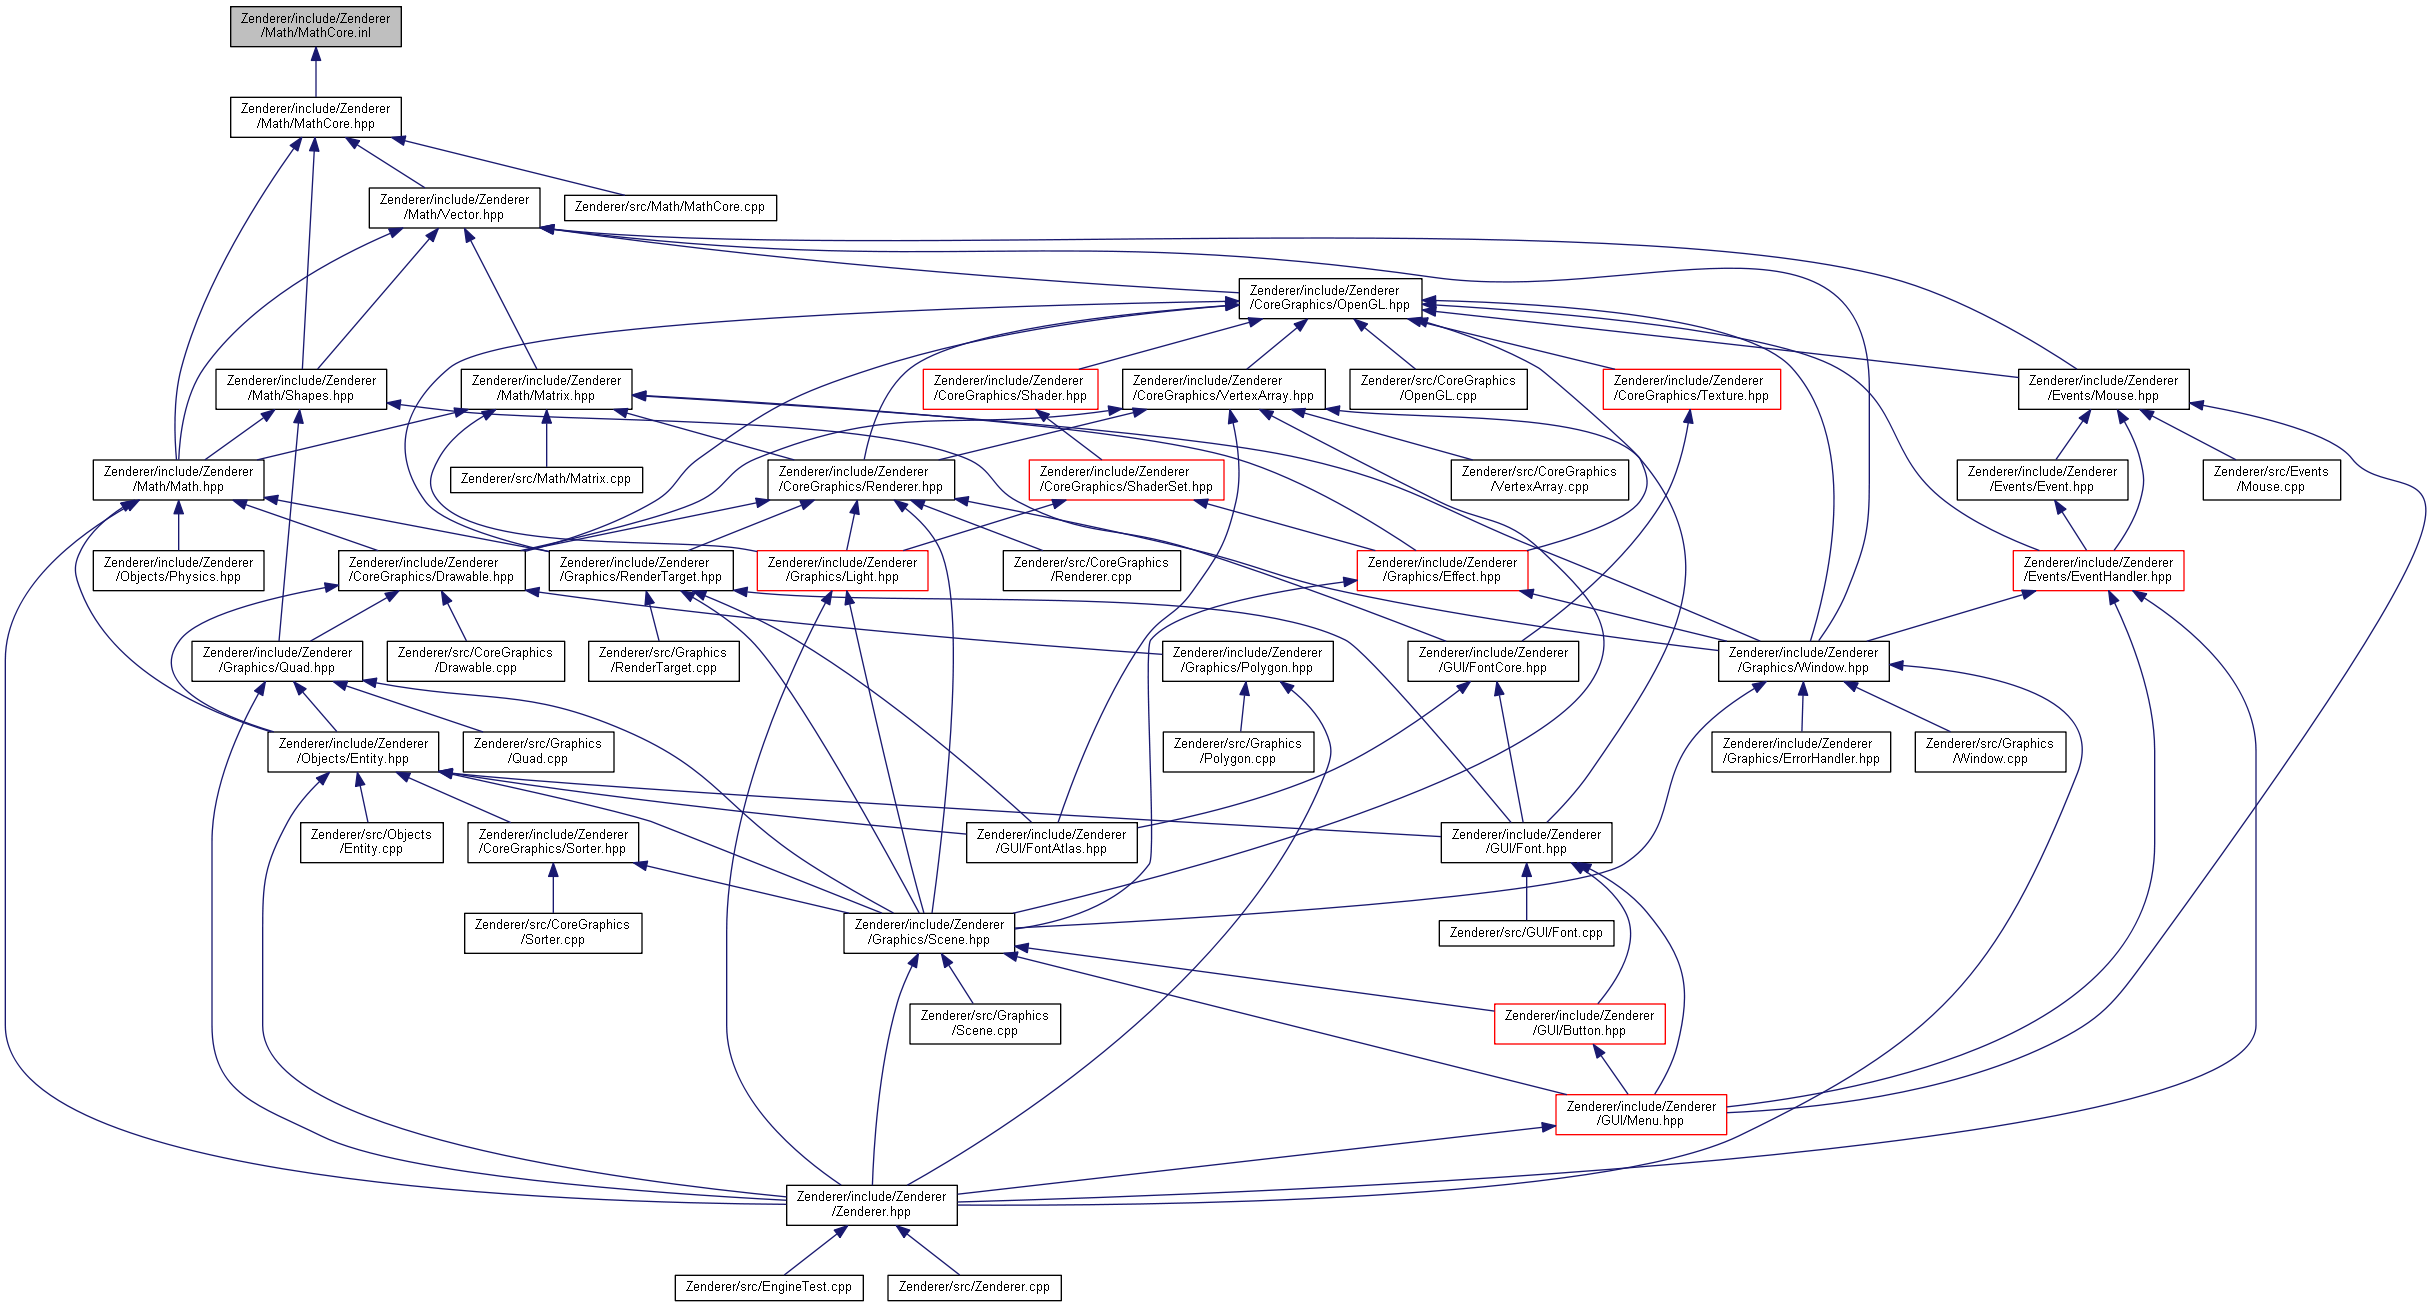 Zenderer/include/Zenderer
/Math/MathCore.inl
Zenderer/include/Zenderer
/Math/MathCore.hpp
Zenderer/include/Zenderer
/Math/Vector.hpp
Zenderer/src/Math/MathCore.cpp
Zenderer/include/Zenderer
/CoreGraphics/OpenGL.hpp
Zenderer/include/Zenderer
/Math/Shapes.hpp
Zenderer/include/Zenderer
/Math/Matrix.hpp
Zenderer/include/Zenderer
/CoreGraphics/Shader.hpp
Zenderer/include/Zenderer
/CoreGraphics/VertexArray.hpp
Zenderer/src/CoreGraphics
/OpenGL.cpp
Zenderer/include/Zenderer
/CoreGraphics/Texture.hpp
Zenderer/include/Zenderer
/Events/Mouse.hpp
Zenderer/include/Zenderer
/Math/Math.hpp
Zenderer/src/Math/Matrix.cpp
Zenderer/include/Zenderer
/CoreGraphics/Renderer.hpp
Zenderer/include/Zenderer
/CoreGraphics/ShaderSet.hpp
Zenderer/src/CoreGraphics
/VertexArray.cpp
Zenderer/include/Zenderer
/Events/Event.hpp
Zenderer/src/Events
/Mouse.cpp
Zenderer/include/Zenderer
/Objects/Physics.hpp
Zenderer/include/Zenderer
/CoreGraphics/Drawable.hpp
Zenderer/include/Zenderer
/Graphics/RenderTarget.hpp
Zenderer/include/Zenderer
/Graphics/Light.hpp
Zenderer/src/CoreGraphics
/Renderer.cpp
Zenderer/include/Zenderer
/Graphics/Effect.hpp
Zenderer/include/Zenderer
/Events/EventHandler.hpp
Zenderer/include/Zenderer
/Graphics/Quad.hpp
Zenderer/src/CoreGraphics
/Drawable.cpp
Zenderer/src/Graphics
/RenderTarget.cpp
Zenderer/include/Zenderer
/Graphics/Polygon.hpp
Zenderer/include/Zenderer
/GUI/FontCore.hpp
Zenderer/include/Zenderer
/Graphics/Window.hpp
Zenderer/include/Zenderer
/Objects/Entity.hpp
Zenderer/src/Graphics
/Quad.cpp
Zenderer/src/Graphics
/Polygon.cpp
Zenderer/include/Zenderer
/Graphics/ErrorHandler.hpp
Zenderer/src/Graphics
/Window.cpp
Zenderer/src/Objects
/Entity.cpp
Zenderer/include/Zenderer
/CoreGraphics/Sorter.hpp
Zenderer/include/Zenderer
/GUI/FontAtlas.hpp
Zenderer/include/Zenderer
/GUI/Font.hpp
Zenderer/src/CoreGraphics
/Sorter.cpp
Zenderer/include/Zenderer
/Graphics/Scene.hpp
Zenderer/src/GUI/Font.cpp
Zenderer/src/Graphics
/Scene.cpp
Zenderer/include/Zenderer
/GUI/Button.hpp
Zenderer/include/Zenderer
/GUI/Menu.hpp
Zenderer/include/Zenderer
/Zenderer.hpp
Zenderer/src/EngineTest.cpp
Zenderer/src/Zenderer.cpp